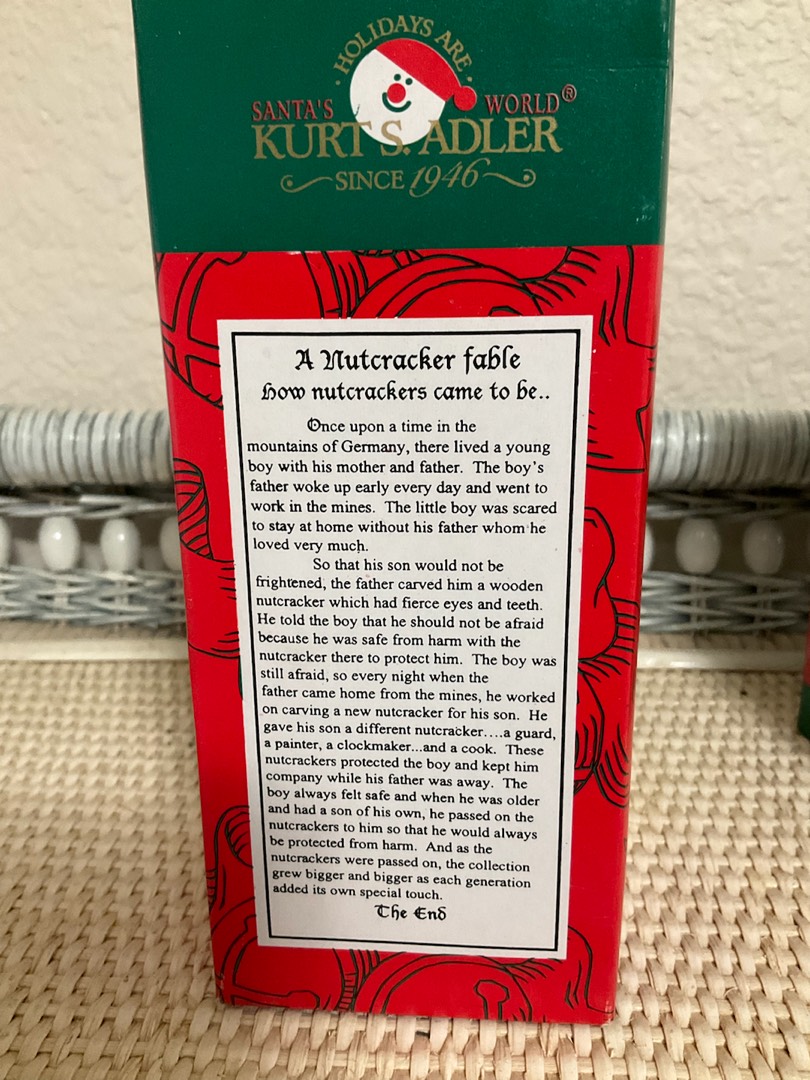 HOLIDAYS ARE
SANTA'S WORLD®
KURT S. ADLER
SINCE 1946
A Nutcracker fable
How nutcrackers came to be..
Once upon a time in the
mountains of Germany, there lived a young
boy with his mother and father. The boy's
father woke up early every day and went to
work in the mines. The little boy was scared
to stay at home without his father whom he
loved very much.
So that his son would not be
frightened, the father carved him a wooden
nutcracker which had fierce eyes and teeth.
He told the boy that he should not be afraid
because he was safe from harm with the
nutcracker there to protect him. The boy was
still afraid, so every night when the
father came home from the mines, he worked
on carving a new nutcracker for his son. He
gave his son a different nutcracker....a guard,
a painter, a clockmaker...and a cook. These
nutcrackers protected the boy and kept him
company while his father was away. The
boy always felt safe and when he was older
and had a son of his own, he passed on the
nutcrackers to him so that he would always
be protected from harm. And as the
nutcrackers were passed on, the collection
grew bigger and bigger as each generation
added its own special touch.
The End